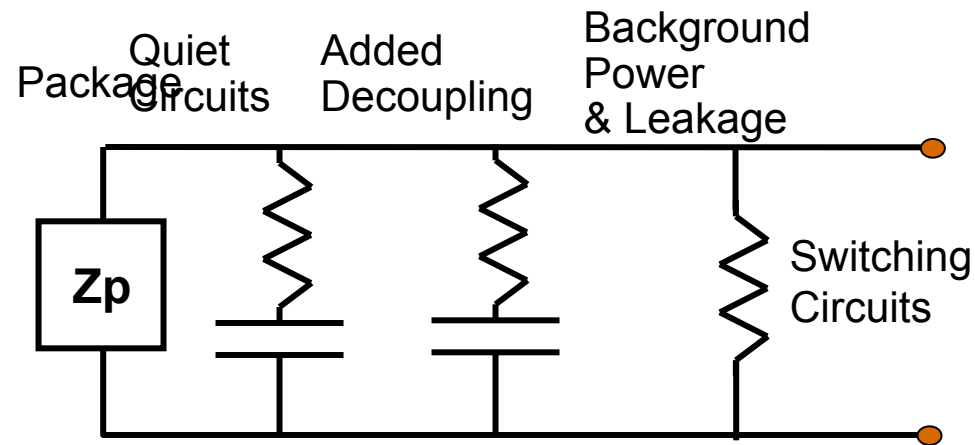 Package
Quiet
Circuits
Added
Decoupling
Background
Power
& Leakage
Zp
Switching
Circuits